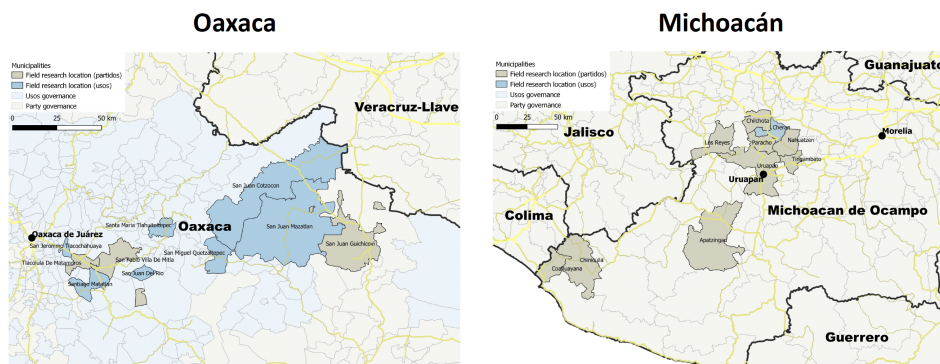 Oaxaca
Municipalities
Field research location (partidos)
Field research location (usos)
Usos governance
Party governance
0 25 50 km
Veracruz-Llave
San Juan Cotzocon
Santa Maria Tlahuitoltepec
Oaxaca
San Juan Mazatlan
Oaxaca de Juárez
San Jeronimo Tlacochahuaya
San Juan Guichicovi
San Miguel Quetzaltepec
Tlacolula De Matamoros
San Pablo Villa De Mitla
San Juan Del Rio
Santiago Matatlan
Michoacán
Municipalities
Field research location (partidos)
Field research location (usos)
Usos governance
Party governance
0 25 50 km
Guanajuato
Jalisco
Chilchota
Cheran
Morelia
Los Reyes
Paracho
Nahuatzen
Uruapan
Tingambato
Uruapan
Colima
Michoacan de Ocampo
Apatzingan
Chinicuila
Coahuayana
Guerrero